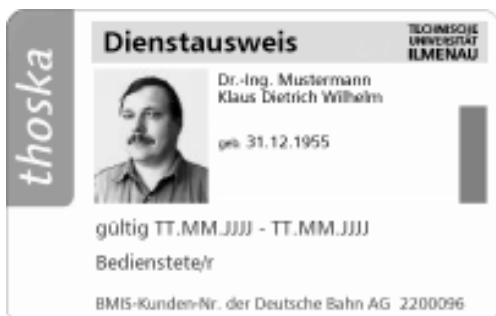 thoska
Dienstausweis
TECHNISCHE
UNIVERSITÄT
ILMENAU
Dr.-Ing. Mustermann
Klaus Dietrich Wilhelm
geb. 31.12.1955
gültig TT.MM.JJJJ - TT.MM.JJJJ
Bedienstete/r
BMIS-Kunden-Nr. der Deutsche Bahn AG 2200096